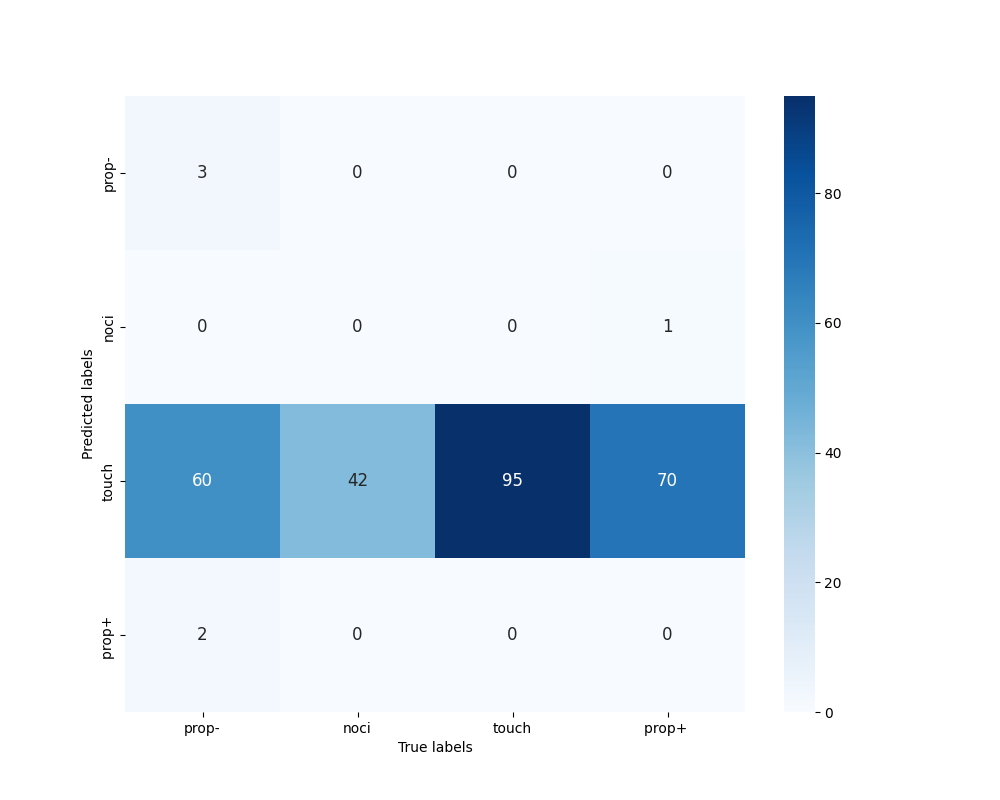 prop-
3 0 0 0
noci
0 0 0 1
touch
60 42 95 70
prop+
2 0 0 0
Predicted labels
prop- noci touch prop+
True labels
80
60
40
20
0